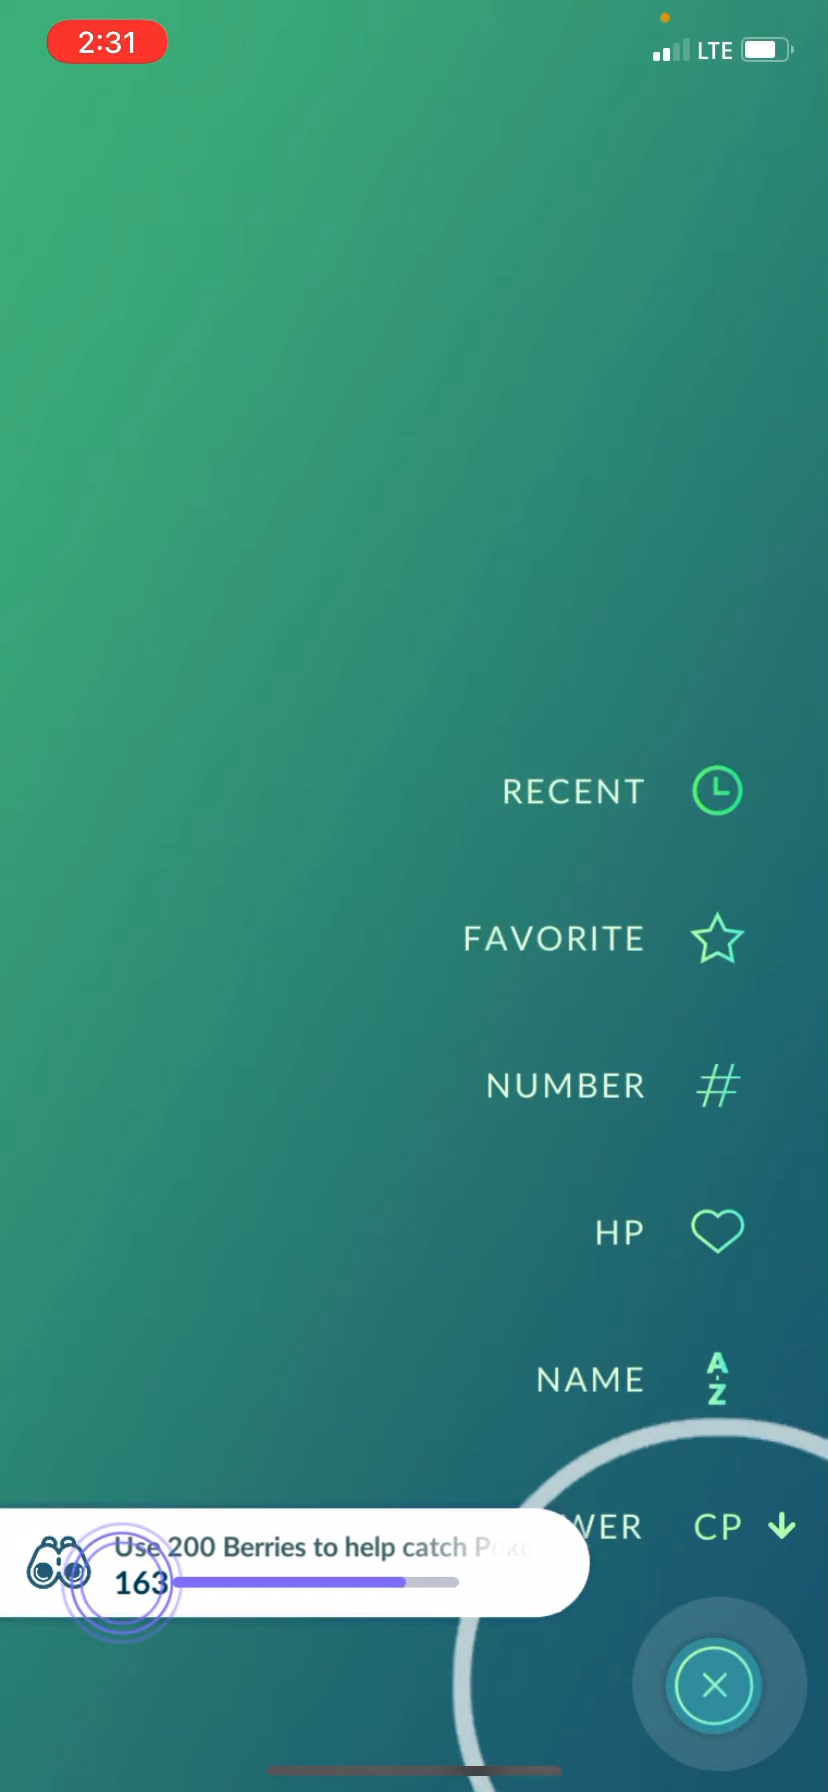 2:31
LTE
RECENT
FAVORITE
NUMBER
#
HP
NAME
A
Z
CP
Use 200 Berries to help catch
163